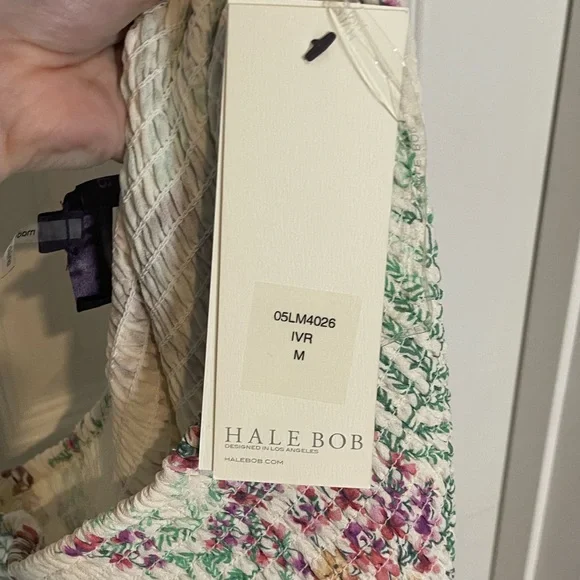 05LM4026
IVR
M
HALE BOB
DESIGNED IN LOS ANGELES
HALEBOB.COM